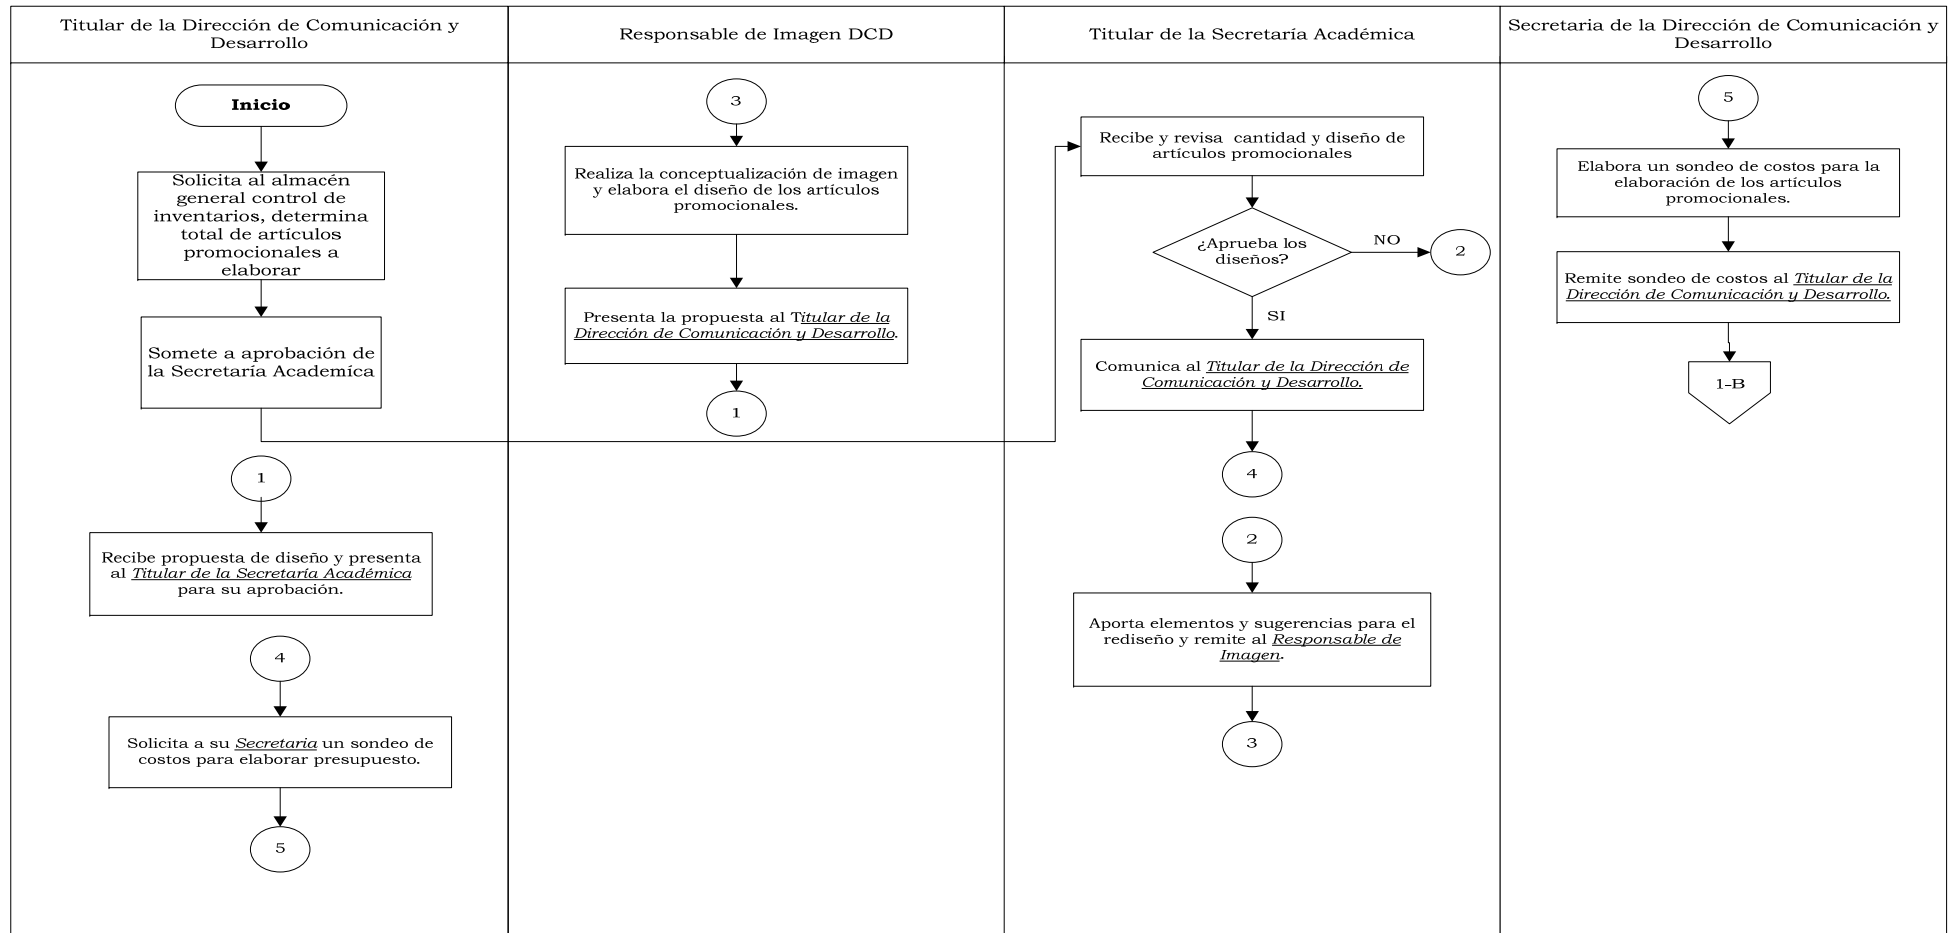 Titular de la Dirección de Comunicación y
Desarrollo
Responsable de Imagen DCD
Titular de la Secretaría Académica
Secretaria de la Dirección de Comunicación y
Desarrollo
Inicio
Solicita al almacén
general control de
inventarios, determina
total de artículos
promocionales a
elaborar
Somete a aprobación de
la Secretaría Academíca
1
Recibe propuesta de diseño y presenta
al Titular de la Secretaría Académica
para su aprobación.
4
Solicita a su Secretaria un sondeo de
costos para elaborar presupuesto.
5
3
Realiza la conceptualización de imagen
y elabora el diseño de los artículos
promocionales.
Presenta la propuesta al Titular de la
Dirección de Comunicación y Desarrollo.
1
Recibe y revisa  cantidad y diseño de
artículos promocionales
¿Aprueba los
diseños?
NO
2
SI
Comunica al Titular de la Dirección de
Comunicación y Desarrollo.
4
2
Aporta elementos y sugerencias para el
rediseño y remite al Responsable de
Imagen.
3
5
Elabora un sondeo de costos para la
elaboración de los artículos
promocionales.
Remite sondeo de costos al Titular de la
Dirección de Comunicación y Desarrollo.
1-B